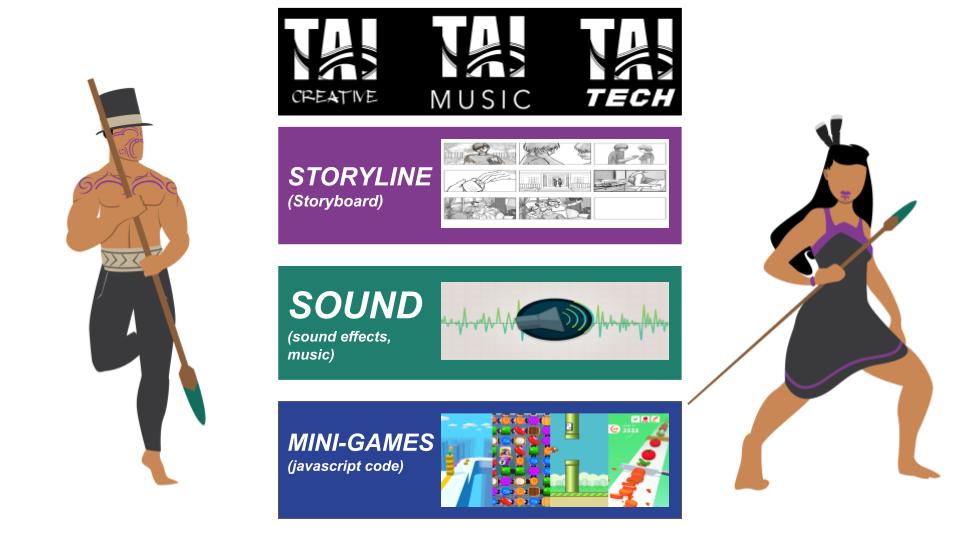 TAI TAI TAI
CREATIVE MUSIC TECH
STORYLINE
(Storyboard)
SOUND
(sound effects,
music)
MINI-GAMES
(javascript code)